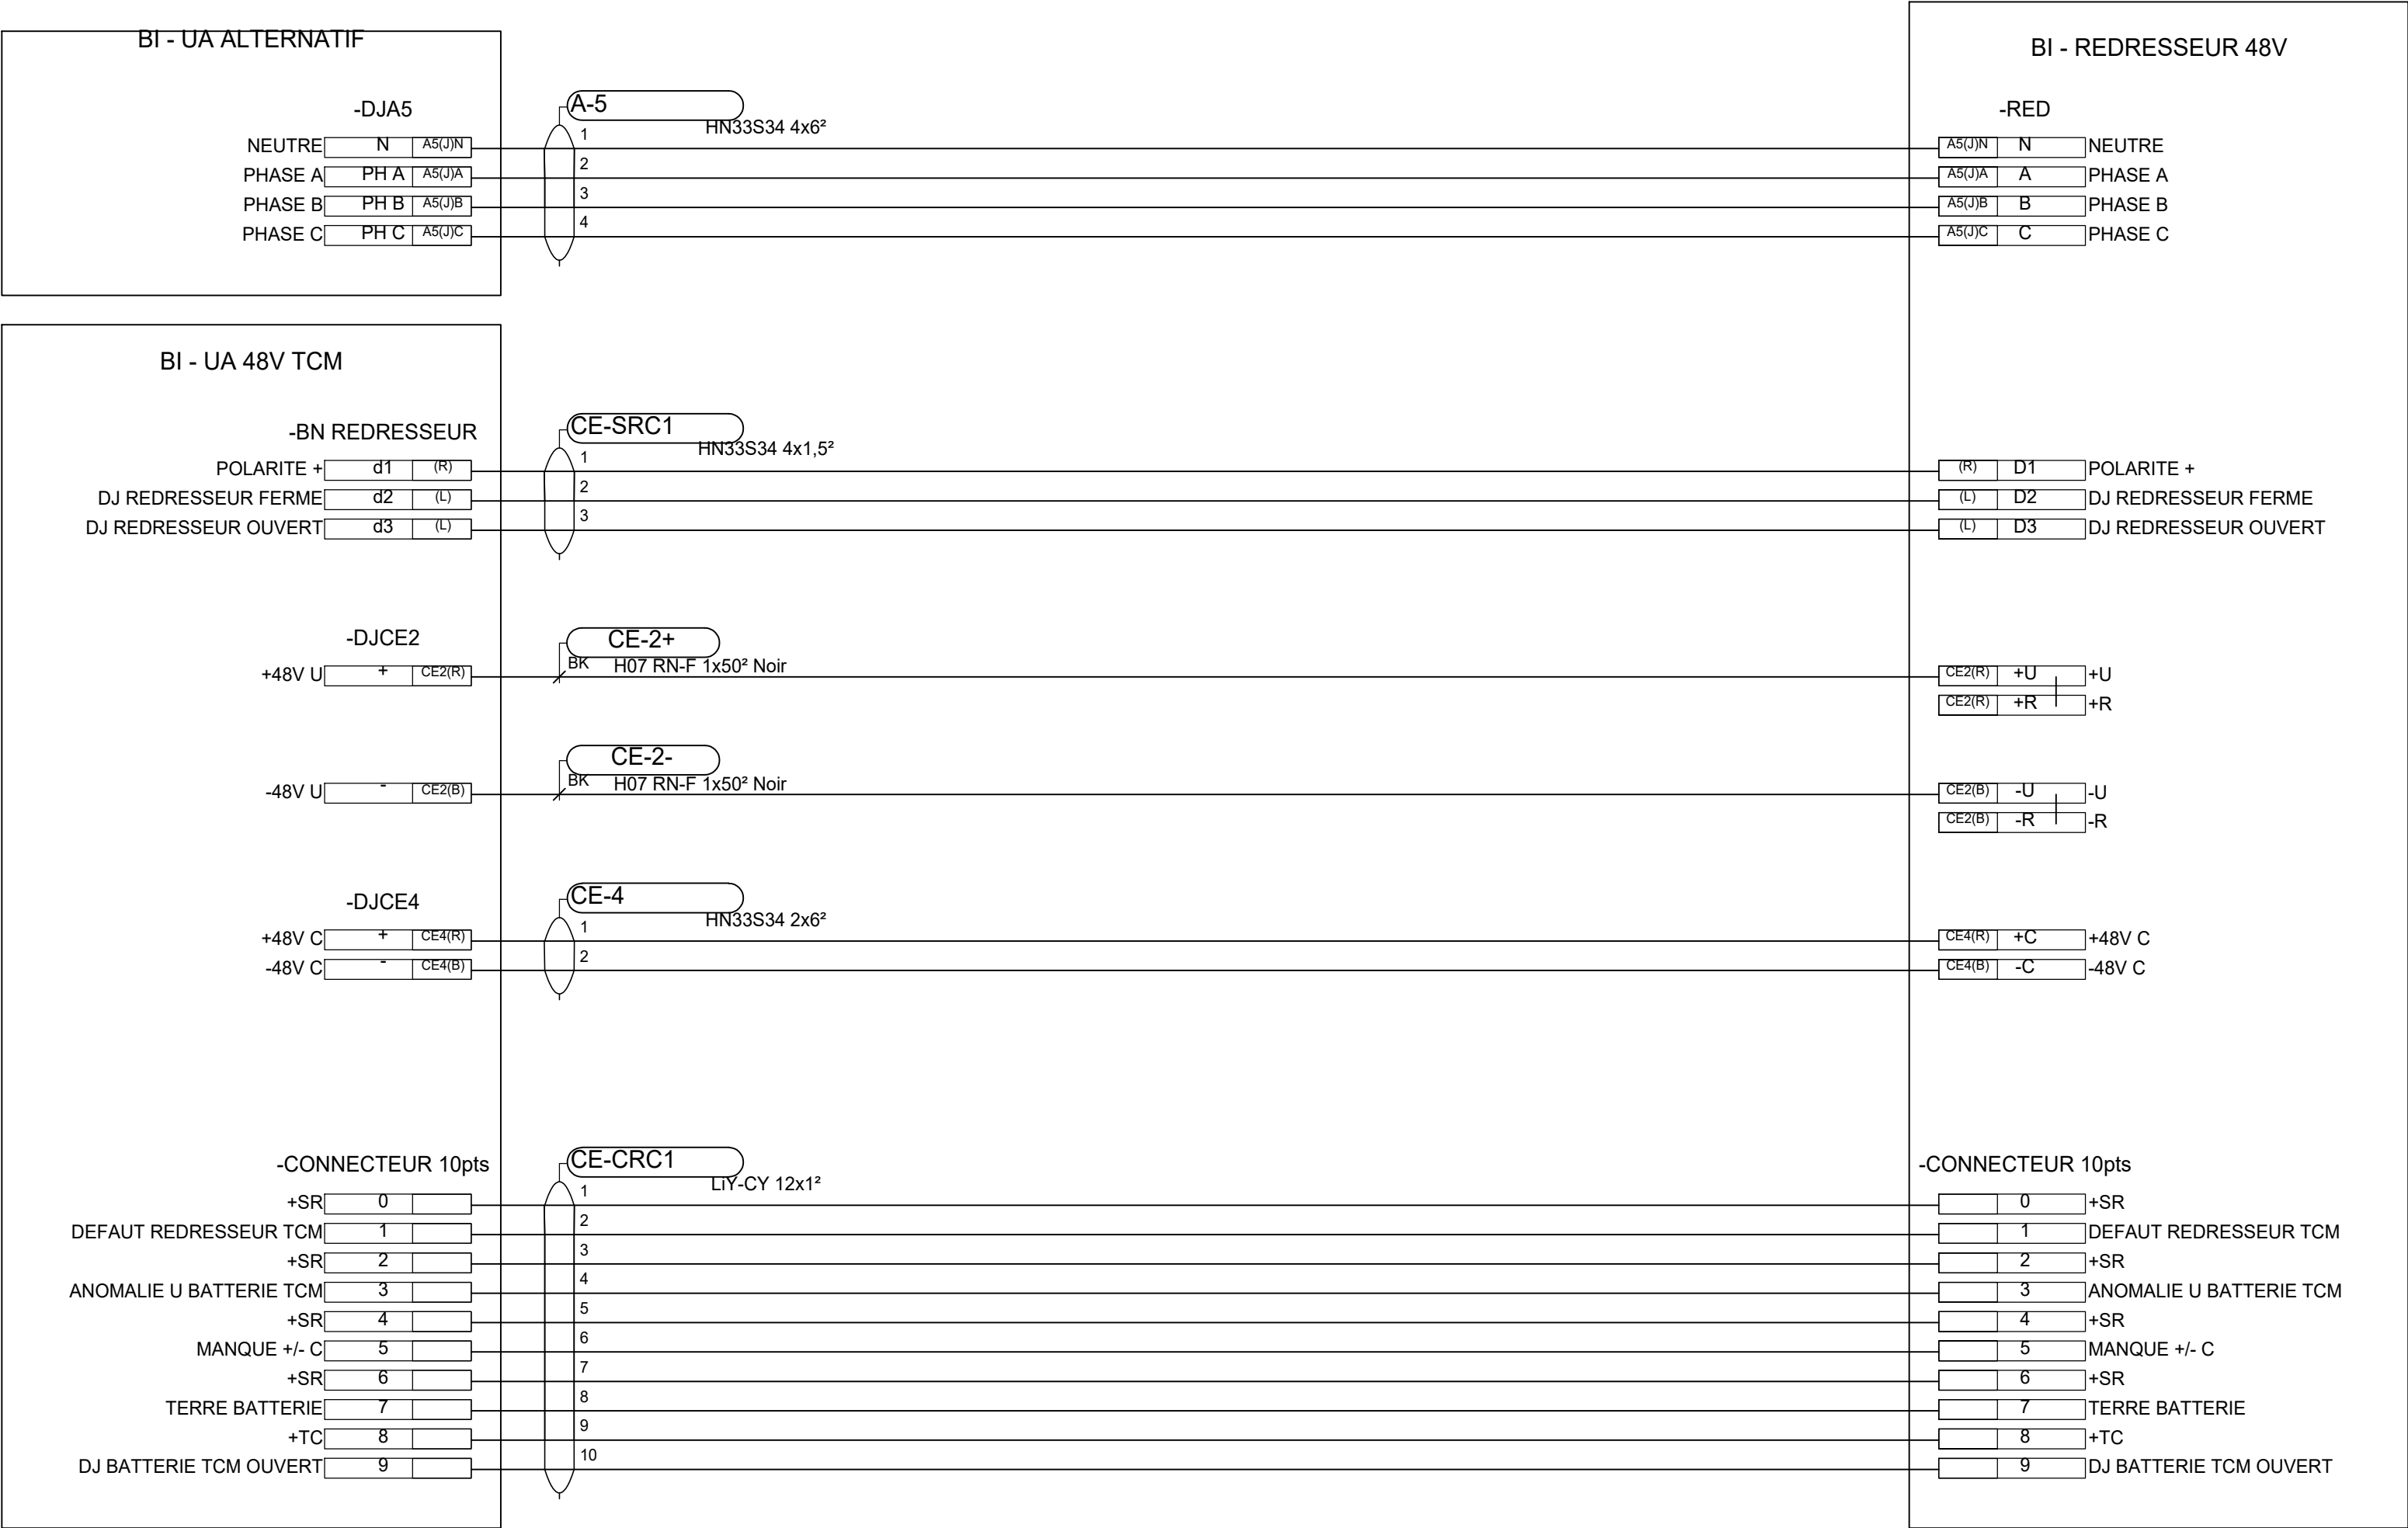 BI - UA ALTERNATIF
BI - REDRESSEUR 48V
-DJA5
A-5
HN33S34 4x6²
-RED
NEUTRE N A5(J)N 1 A5(J)N N NEUTRE
PHASE A PH A A5(J)A 2 A5(J)A A PHASE A
PHASE B PH B A5(J)B 3 A5(J)B B PHASE B
PHASE C PH C A5(J)C 4 A5(J)C C PHASE C
BI - UA 48V TCM
-BN REDRESSEUR
CE-SRC1
HN33S34 4x1,5²
POLARITE + d1 (R) 1 (R) D1 POLARITE +
DJ REDRESSEUR FERME d2 (L) 2 (L) D2 DJ REDRESSEUR FERME
DJ REDRESSEUR OUVERT d3 (L) 3 (L) D3 DJ REDRESSEUR OUVERT
-DJCE2
CE-2+
BK H07 RN-F 1x50² Noir
+48V U + CE2(R) CE2(R) +U +U
CE2(R) +R +R
CE-2-
BK H07 RN-F 1x50² Noir
-48V U - CE2(B) CE2(B) -U -U
CE2(B) -R -R
-DJCE4
CE-4
HN33S34 2x6²
+48V C + CE4(R) 1 CE4(R) +C +48V C
-48V C - CE4(B) 2 CE4(B) -C -48V C
-CONNECTEUR 10pts
CE-CRC1
LiY-CY 12x1²
-CONNECTEUR 10pts
+SR 0 1 0 +SR
DEFAUT REDRESSEUR TCM 1 2 1 DEFAUT REDRESSEUR TCM
+SR 2 3 2 +SR
ANOMALIE U BATTERIE TCM 3 4 3 ANOMALIE U BATTERIE TCM
+SR 4 5 4 +SR
MANQUE +/- C 5 6 5 MANQUE +/- C
+SR 6 7 6 +SR
TERRE BATTERIE 7 8 7 TERRE BATTERIE
+TC 8 9 8 +TC
DJ BATTERIE TCM OUVERT 9 10 9 DJ BATTERIE TCM OUVERT